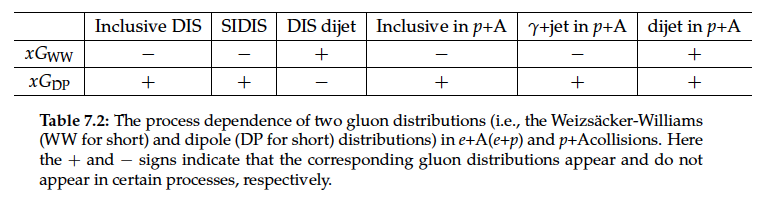 Inclusive DIS SIDIS DIS dijet Inclusive in p+A γ+jet in p+A dijet in p+A
xGWW − − + − − +
xGDP + + − + + +
Table 7.2: The process dependence of two gluon distributions (i.e., the Weizsäcker-Williams
(WW for short) and dipole (DP for short) distributions) in e+A(e+p) and p+Acollisions. Here
the + and − signs indicate that the corresponding gluon distributions appear and do not
appear in certain processes, respectively.